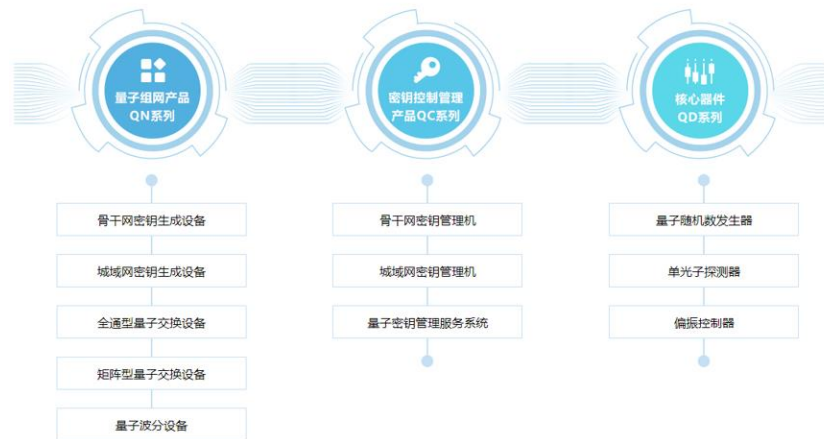 量子组网产品
QN系列
密钥控制管理
产品QC系列
核心器件
QD系列
骨干网密钥生成设备
城域网密钥生成设备
全通型量子交换设备
矩阵型量子交换设备
量子波分设备
骨干网密钥管理机
城域网密钥管理机
量子密钥管理服务系统
量子随机数发生器
单光子探测器
偏振控制器